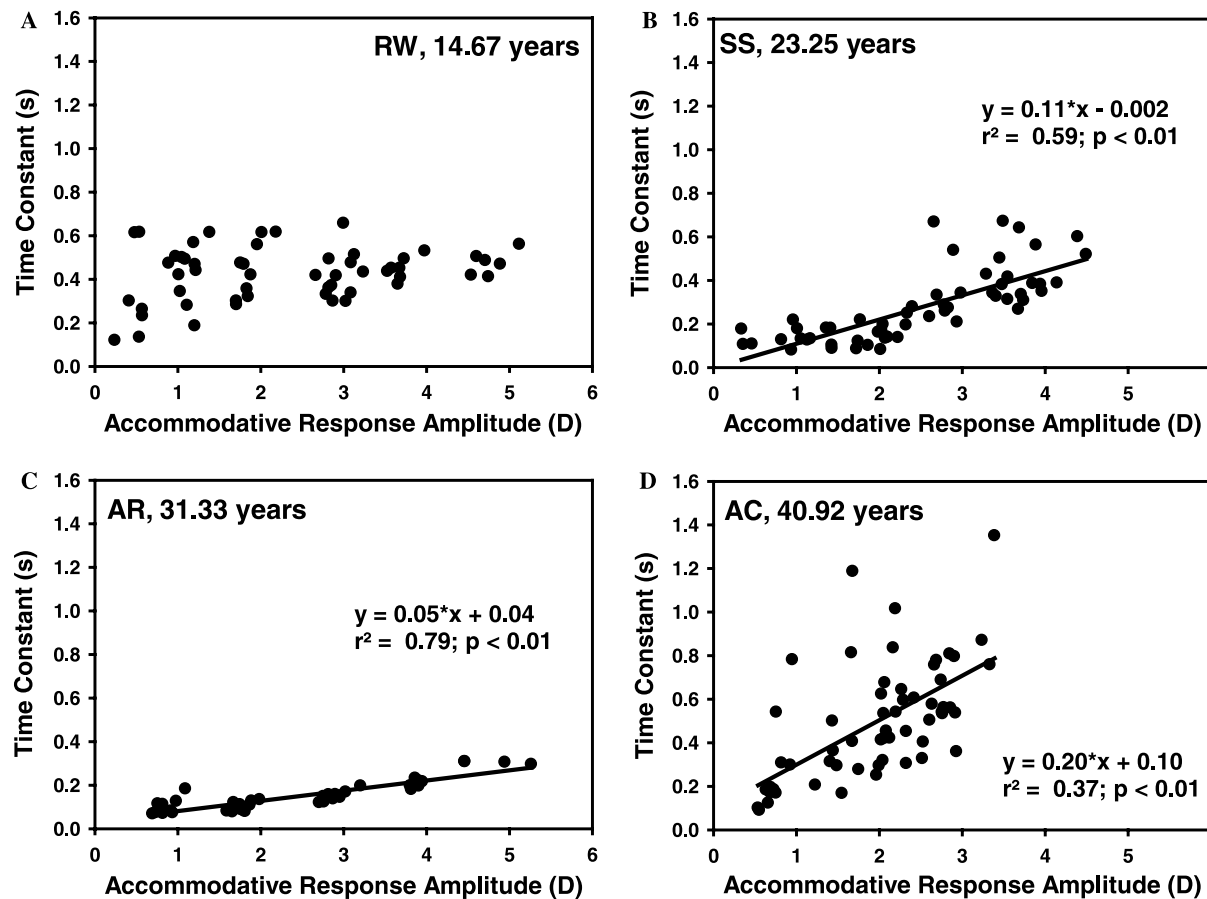 A
RW, 14.67 years
Time Constant (s)
1.6
1.4
1.2
1.0
0.8
0.6
0.4
0.2
0.0
0 1 2 3 4 5 6
Accommodative Response Amplitude (D)
B
SS, 23.25 years
y = 0.11*x - 0.002
r² = 0.59; p < 0.01
Time Constant (s)
1.6
1.4
1.2
1.0
0.8
0.6
0.4
0.2
0.0
0 1 2 3 4 5
Accommodative Response Amplitude (D)
C
AR, 31.33 years
y = 0.05*x + 0.04
r² = 0.79; p < 0.01
Time Constant (s)
1.6
1.4
1.2
1.0
0.8
0.6
0.4
0.2
0.0
0 1 2 3 4 5 6
Accommodative Response Amplitude (D)
D
AC, 40.92 years
y = 0.20*x + 0.10
r² = 0.37; p < 0.01
Time Constant (s)
1.6
1.4
1.2
1.0
0.8
0.6
0.4
0.2
0.0
0 1 2 3 4 5
Accommodative Response Amplitude (D)